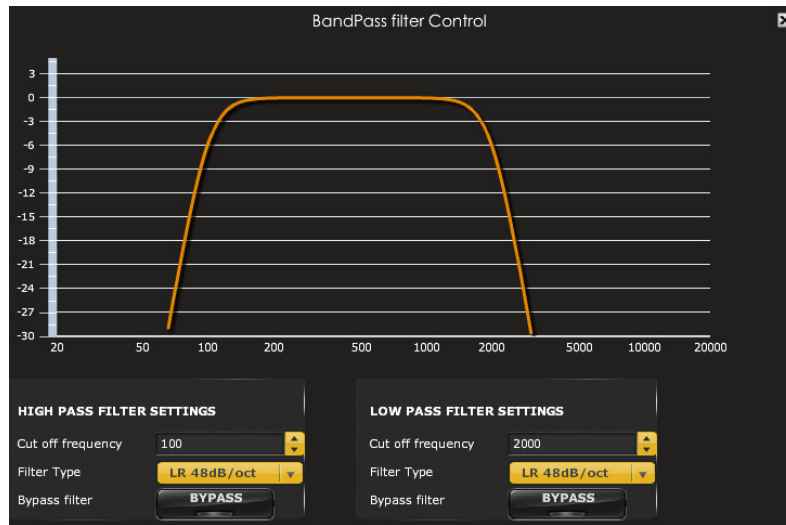 BandPass filter Control
3
0
-3
-6
-9
-12
-15
-18
-21
-24
-27
-30
20 50 100 200 500 1000 2000 5000 10000 20000
HIGH PASS FILTER SETTINGS
Cut off frequency 100
Filter Type LR 48dB/oct
Bypass filter BYPASS
LOW PASS FILTER SETTINGS
Cut off frequency 2000
Filter Type LR 48dB/oct
Bypass filter BYPASS